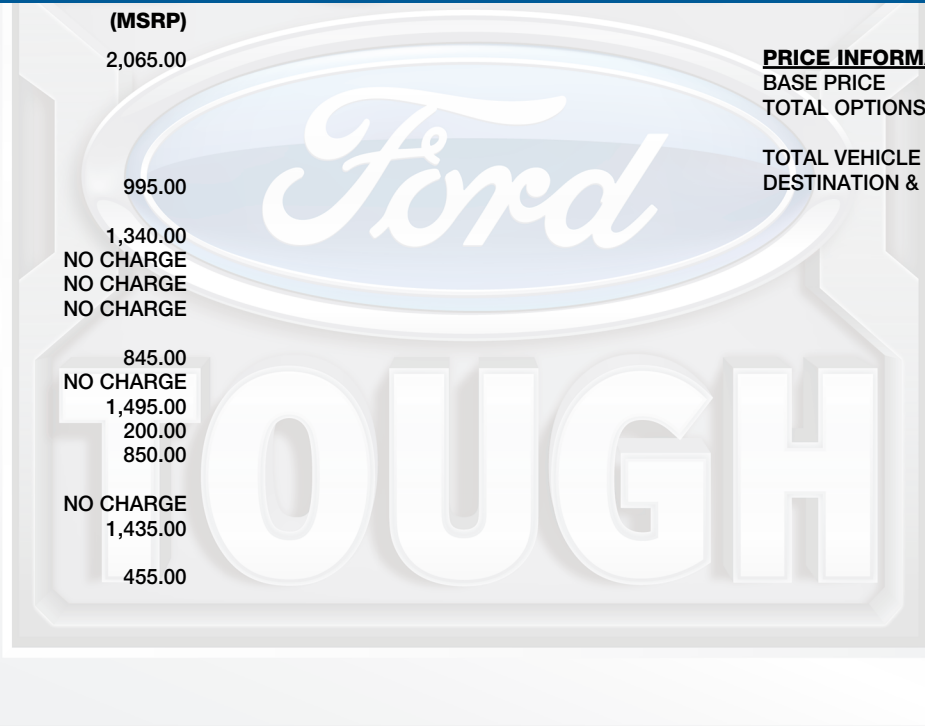 (MSRP)
2,065.00
995.00
1,340.00
NO CHARGE
NO CHARGE
NO CHARGE
845.00
NO CHARGE
1,495.00
200.00
850.00
NO CHARGE
1,435.00
455.00
PRICE INFORMA
BASE PRICE
TOTAL OPTIONS
TOTAL VEHICLE
DESTINATION &
Ford
TOUGH